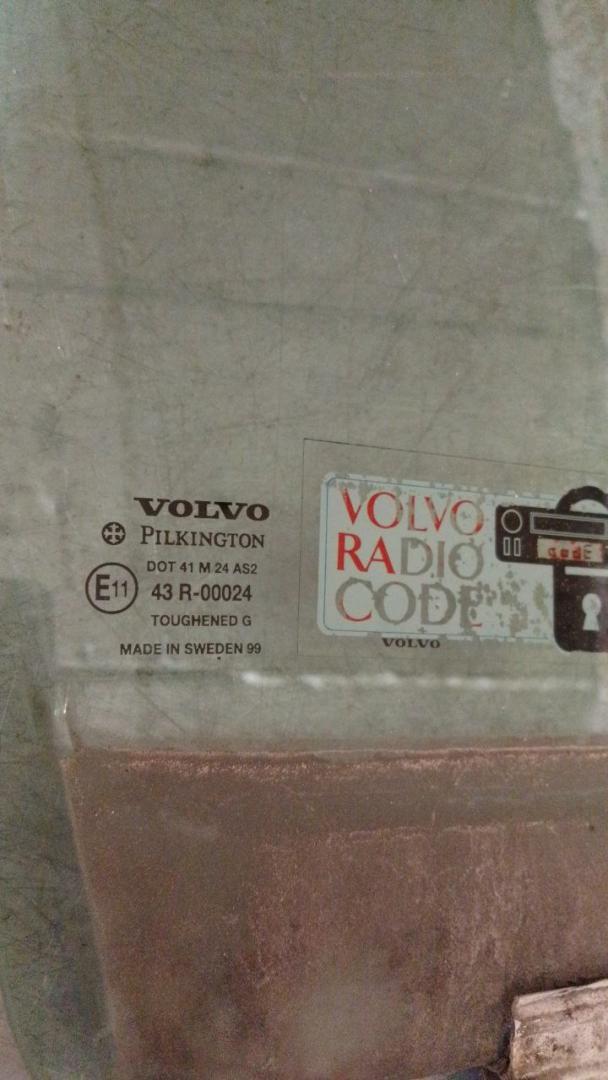 VOLVO
PILKINGTON
DOT 41 M 24 AS2
E11 43 R-00024
TOUGHENED G
MADE IN SWEDEN 99
VOLVO
RADIO
CODE
CODE
VOLVO